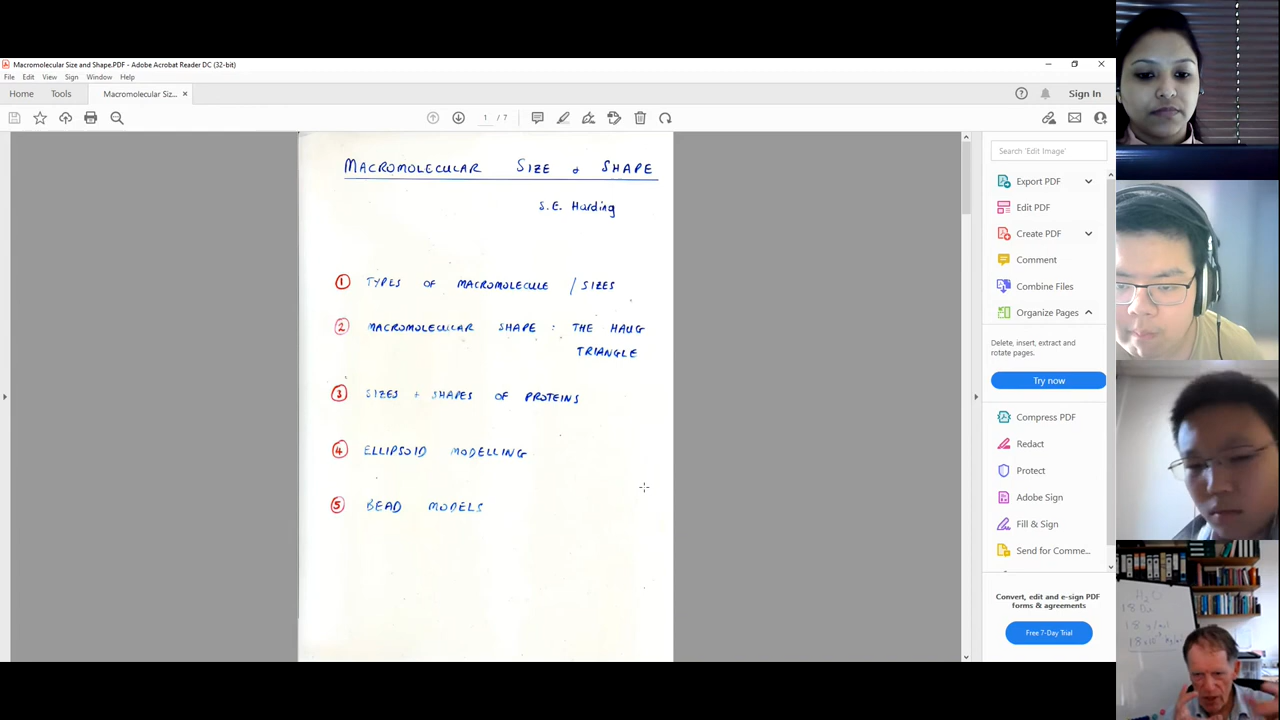 Macromolecular Size and Shape.PDF - Adobe Acrobat Reader DC (32-bit)
File Edit View Sign Window Help
Home Tools Macromolecular Siz... × Sign In
1 / 7
MACROMOLECULAR SIZE & SHAPE
S.E. Harding
① TYPES OF MACROMOLECULE / SIZES
② MACROMOLECULAR SHAPE : THE HAUG
TRIANGLE
③ SIZES + SHAPES OF PROTEINS
④ ELLIPSOID MODELLING
⑤ BEAD MODELS
Search 'Edit Image'
Export PDF
Edit PDF
Create PDF
Comment
Combine Files
Organize Pages
Delete, insert, extract and
rotate pages.
Try now
Compress PDF
Redact
Protect
Adobe Sign
Fill & Sign
Send for Comme...
Convert, edit and e-sign PDF
forms & agreements
Free 7-Day Trial
18 Da
18 g/mol